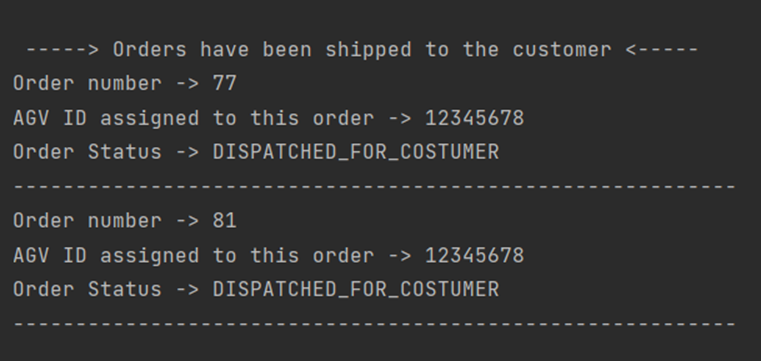 -----> Orders have been shipped to the customer <-----
Order number -> 77
AGV ID assigned to this order -> 12345678
Order Status -> DISPATCHED_FOR_COSTUMER
----------------------------------------------------------
Order number -> 81
AGV ID assigned to this order -> 12345678
Order Status -> DISPATCHED_FOR_COSTUMER
----------------------------------------------------------